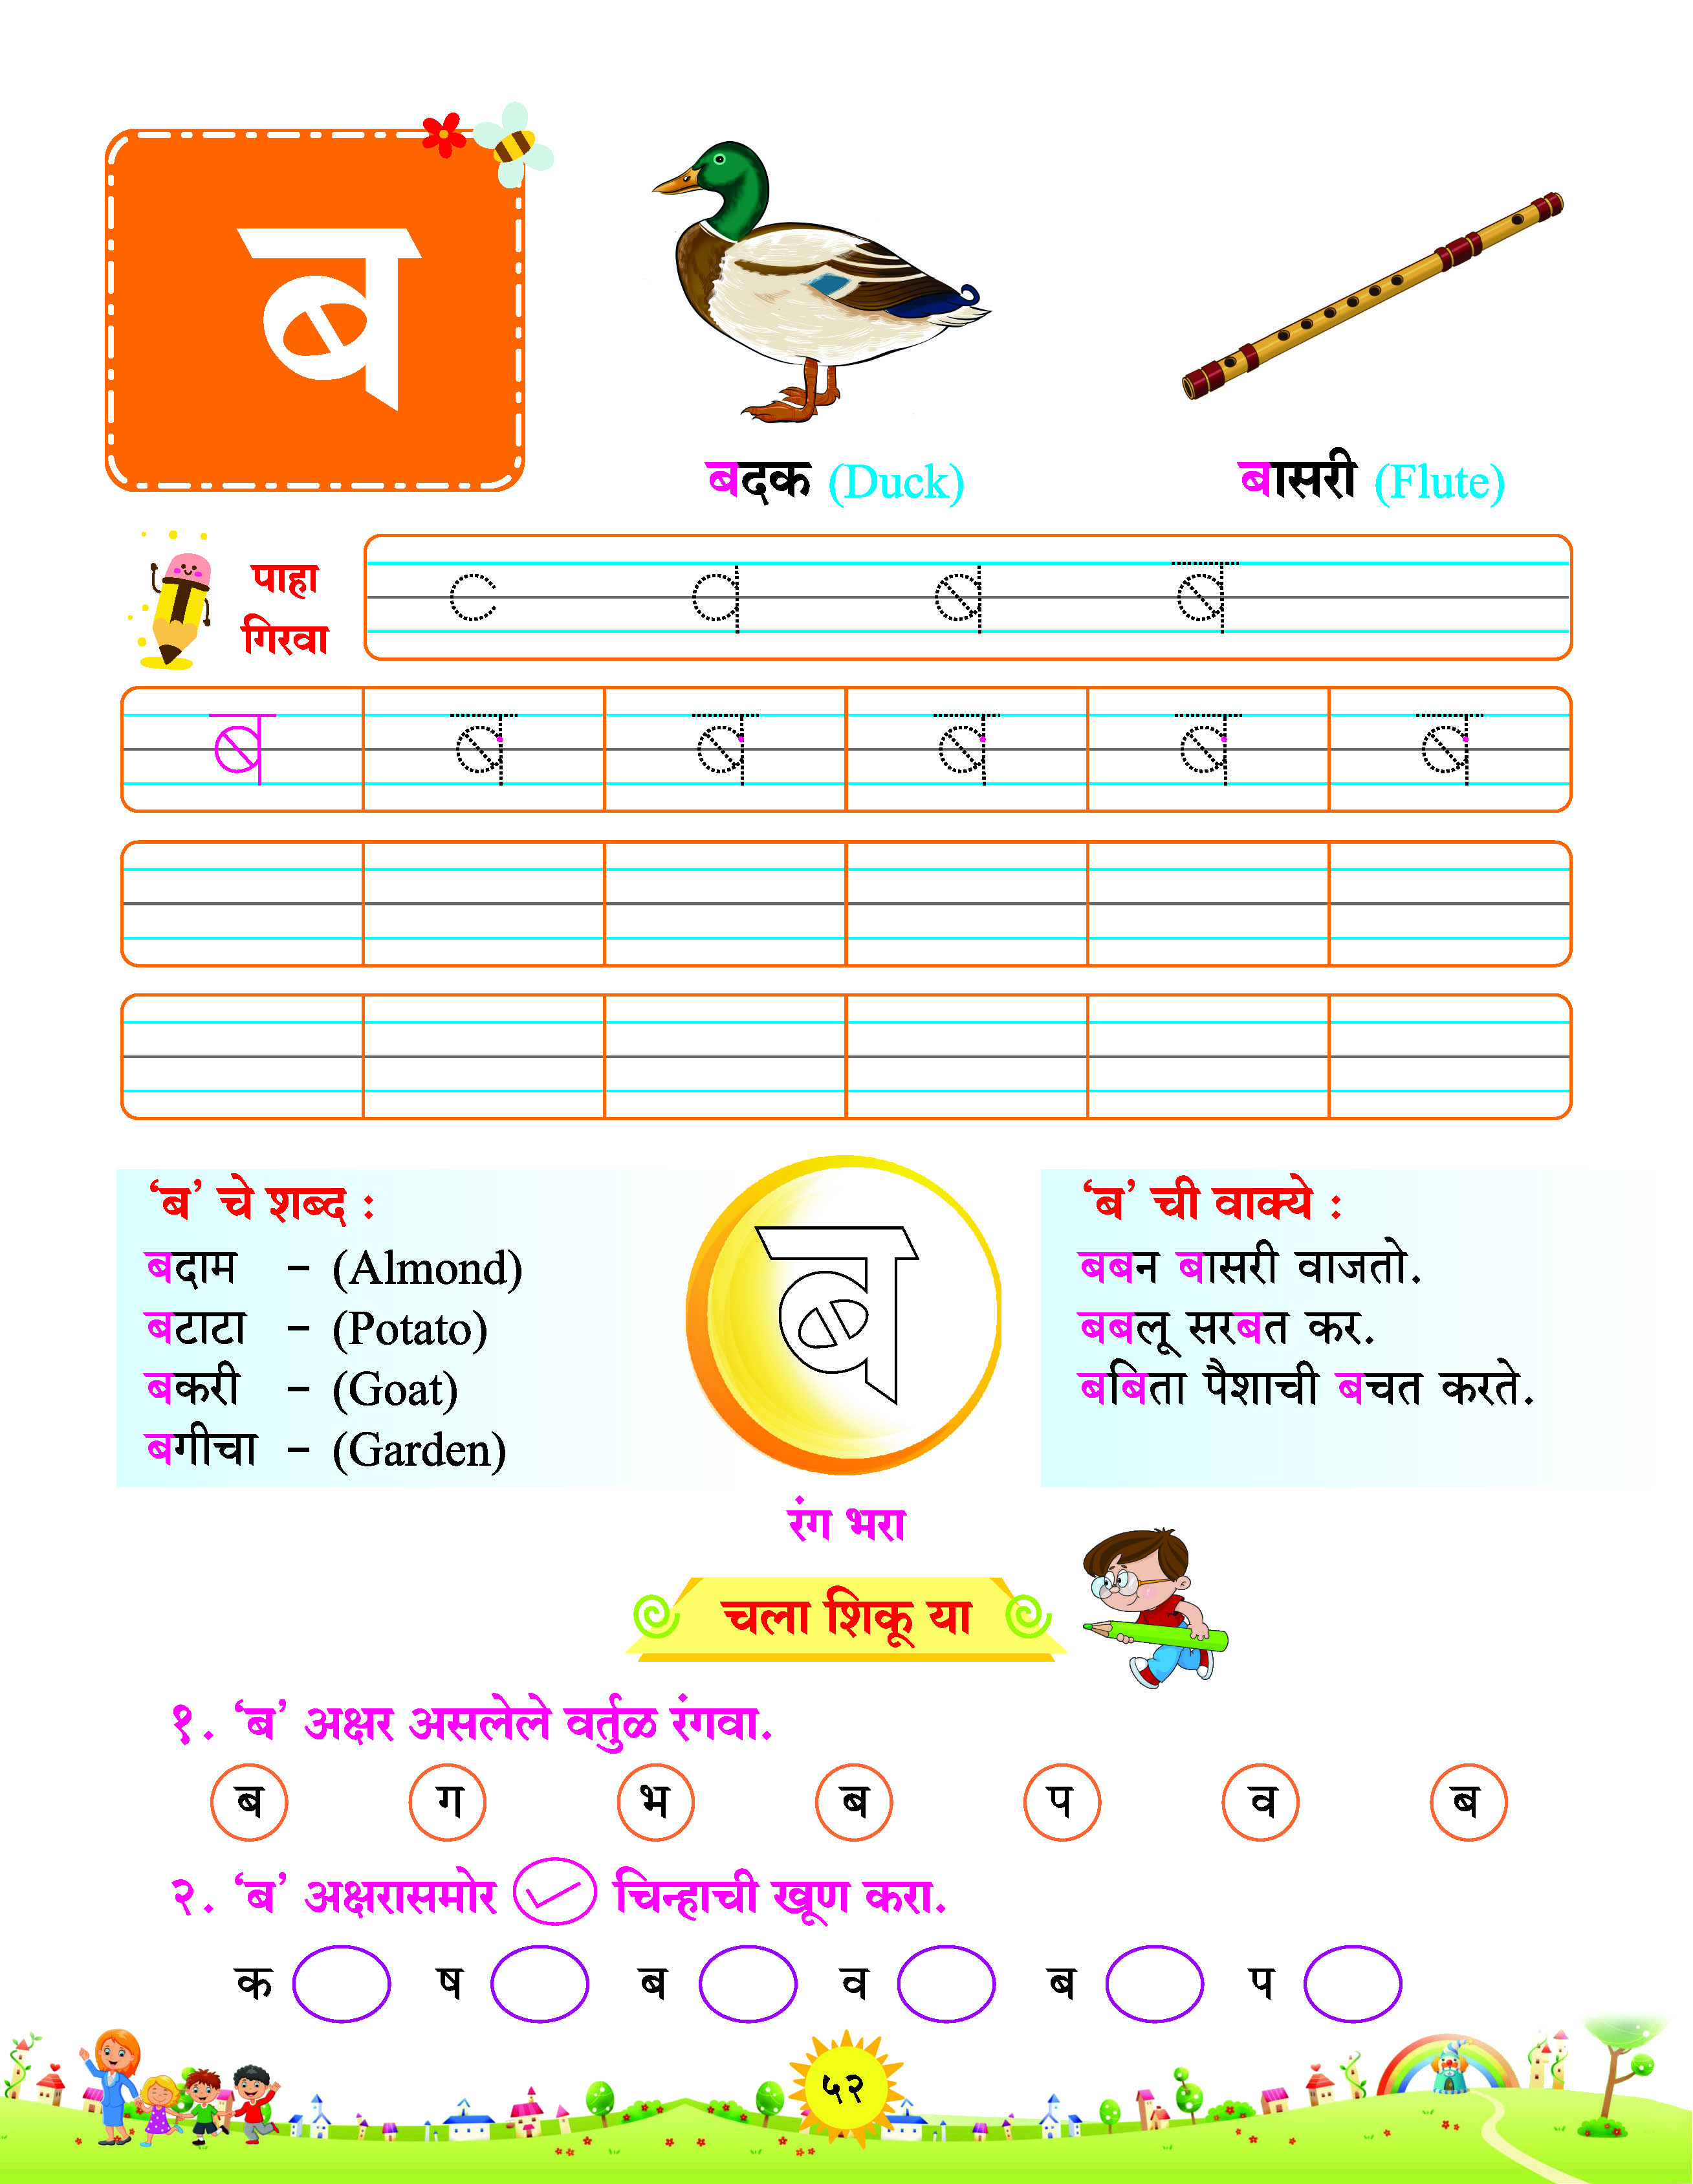 ब
बदक (Duck) बासरी (Flute)
पाहा
गिरवा
ब ब ब ब ब ब
‘ब’ चे शब्द :
बदाम – (Almond)
बटाटा – (Potato)
बकरी – (Goat)
बगीचा – (Garden)
ब
रंग भरा
‘ब’ ची वाक्ये :
बबन बासरी वाजतो.
बबलू सरबत कर.
बबिता पैशाची बचत करते.
चला शिकू या
१. ‘ब’ अक्षर असलेले वर्तुळ रंगवा.
ब ग भ ब प व ब
२. ‘ब’ अक्षरासमोर ✓ चिन्हाची खूण करा.
क ष ब व ब प
५२